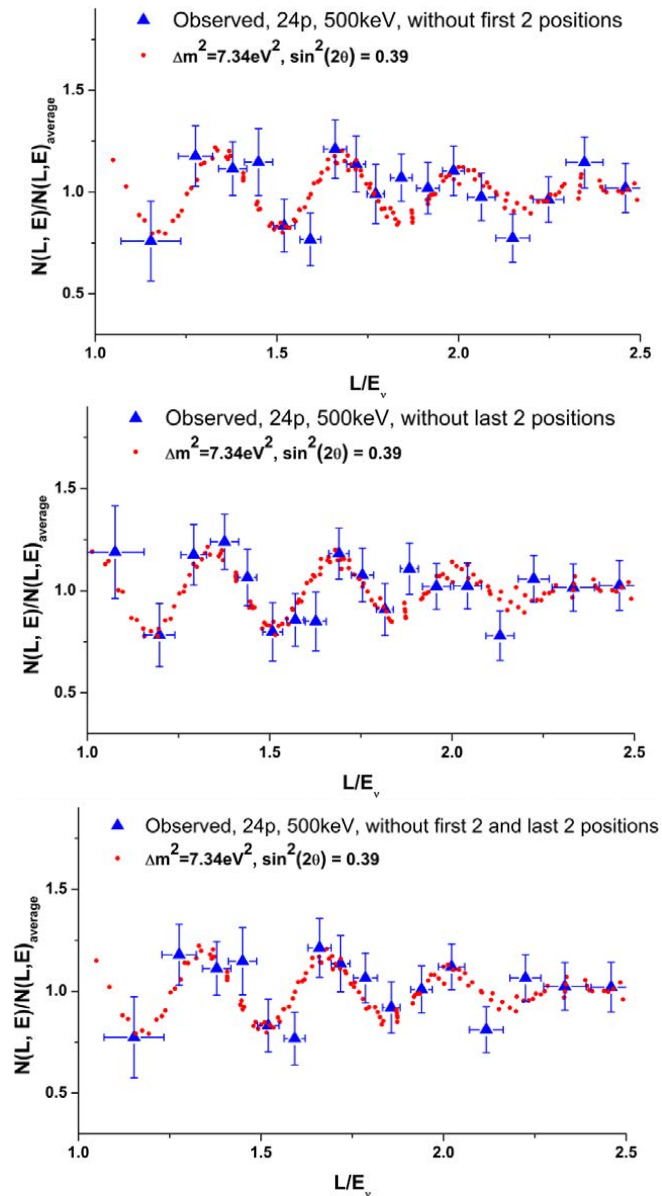 Observed, 24p, 500keV, without first 2 positions
Δm²=7.34eV², sin²(2θ) = 0.39
N(L, E)/N(L,E)average
1.5
1.0
0.5
1.0 1.5 2.0 2.5
L/Eν
Observed, 24p, 500keV, without last 2 positions
Δm²=7.34eV², sin²(2θ) = 0.39
N(L, E)/N(L,E)average
1.5
1.0
0.5
1.0 1.5 2.0 2.5
L/Eν
Observed, 24p, 500keV, without first 2 and last 2 positions
Δm²=7.34eV², sin²(2θ) = 0.39
N(L, E)/N(L,E)average
1.5
1.0
0.5
1.0 1.5 2.0 2.5
L/Eν